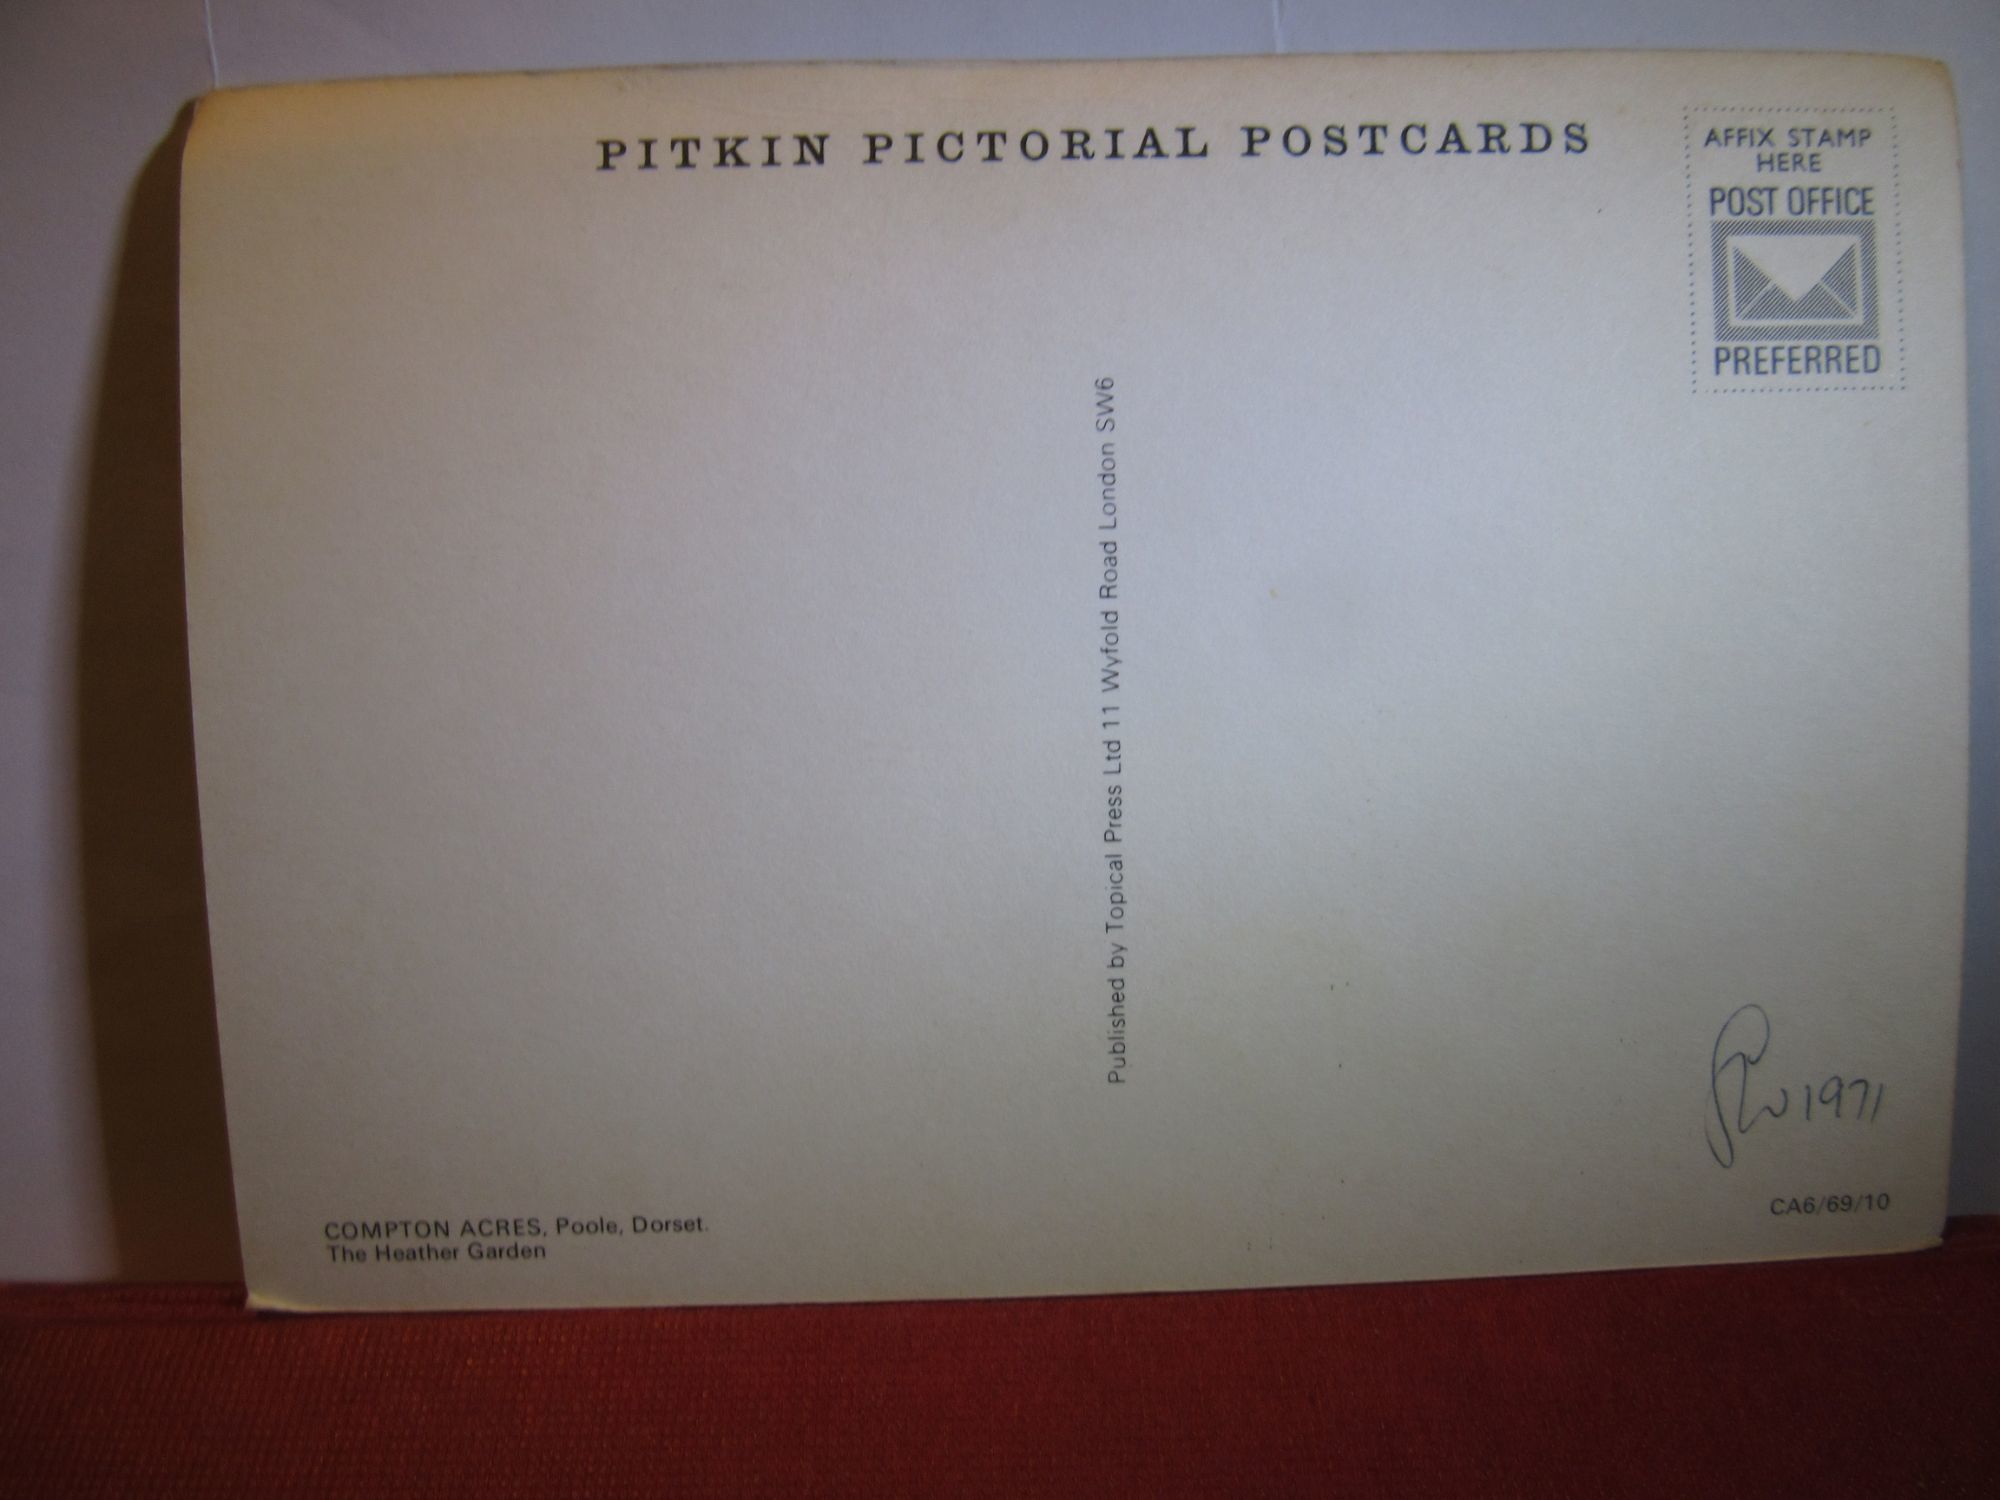 PITKIN PICTORIAL POSTCARDS
AFFIX STAMP
HERE
POST OFFICE
PREFERRED
Published by Topical Press Ltd 11 Wyfold Road London SW6
1971
CA6/69/10
COMPTON ACRES, Poole, Dorset.
The Heather Garden